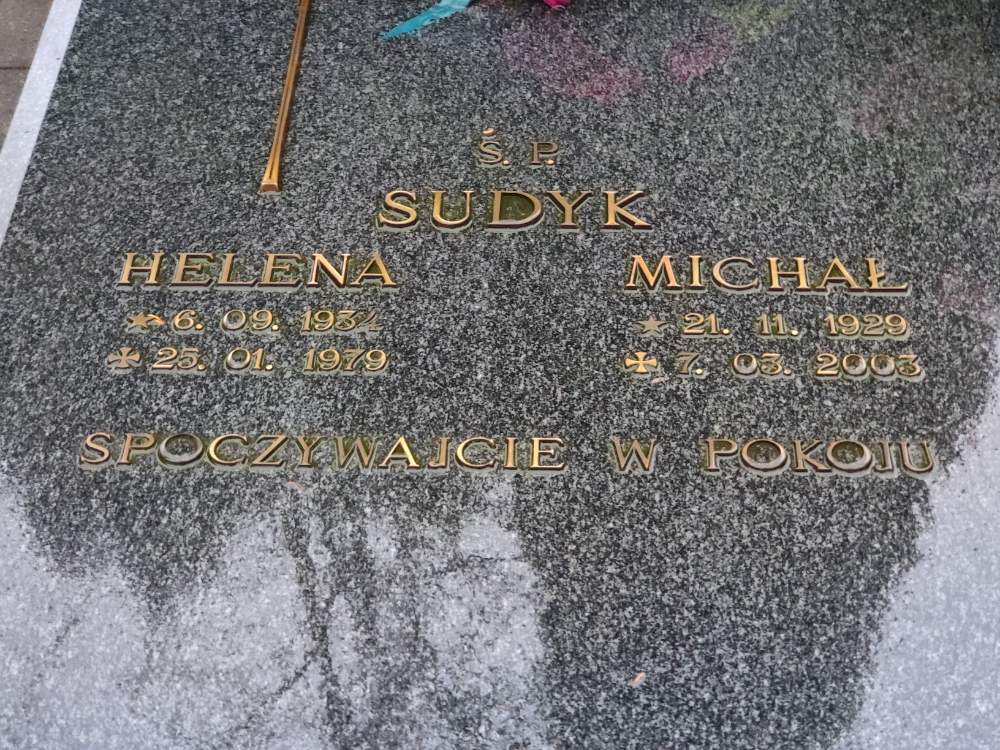 Ś. P.
SUDYK
HELENA MICHAŁ
6. 09. 1934 21. 11. 1929
25. 01. 1979 7. 03. 2003
SPOCZYWAJCIE W POKOJU